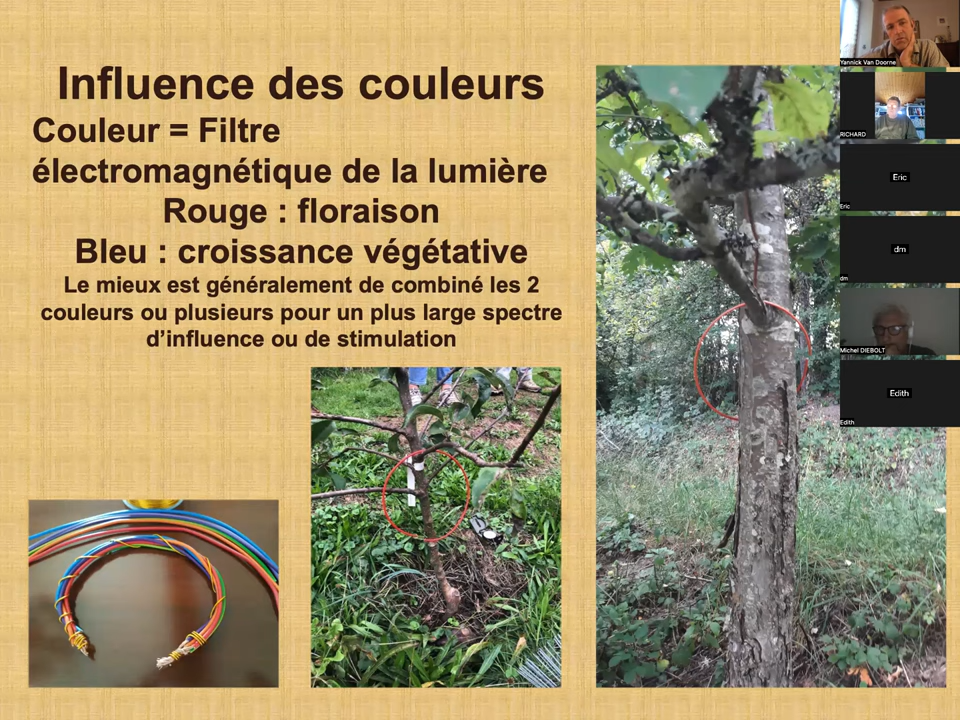 Influence des couleurs
Couleur = Filtre
électromagnétique de la lumière
Rouge : floraison
Bleu : croissance végétative
Le mieux est généralement de combiné les 2
couleurs ou plusieurs pour un plus large spectre
d’influence ou de stimulation
Yannick Van Doorne
RICHARD
Eric
Eric
dm
dm
Michel DIEBOLT
Edith
Edith